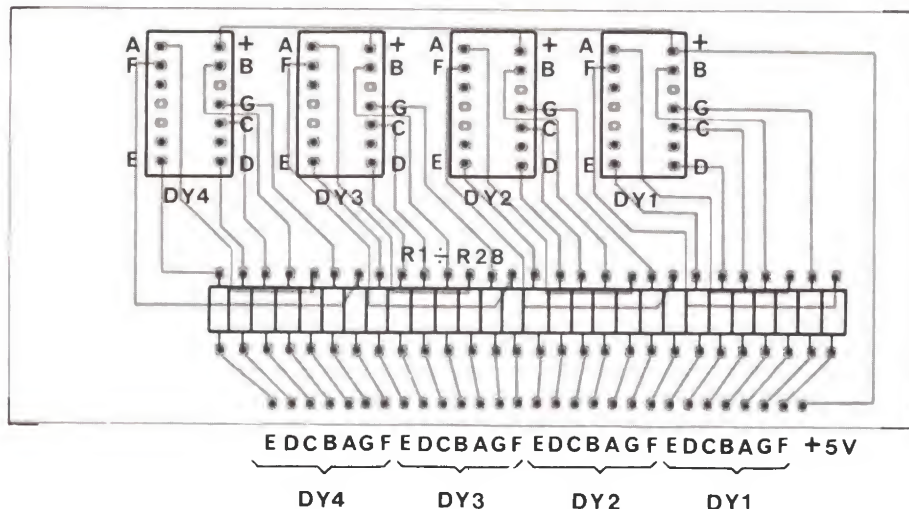 A + A + A + A +
F B F B F B F B
G G G G
C C C C
E D E D E D E D
DY4 DY3 DY2 DY1
R1÷R28
EDCBAGF EDCBAGF EDCBAGF EDCBAGF +5V
DY4 DY3 DY2 DY1